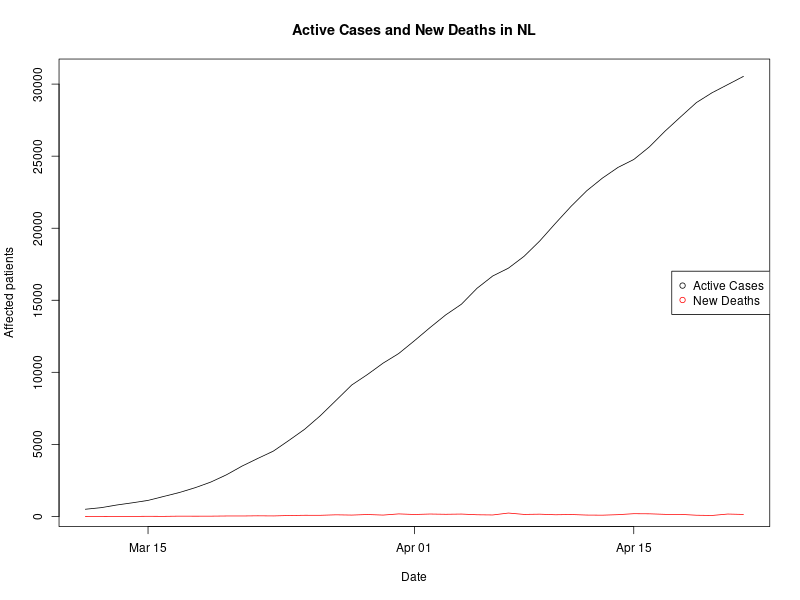 Active Cases and New Deaths in NL
Affected patients
30000
25000
20000
15000
10000
5000
0
Active Cases
New Deaths
Mar 15
Apr 01
Apr 15
Date